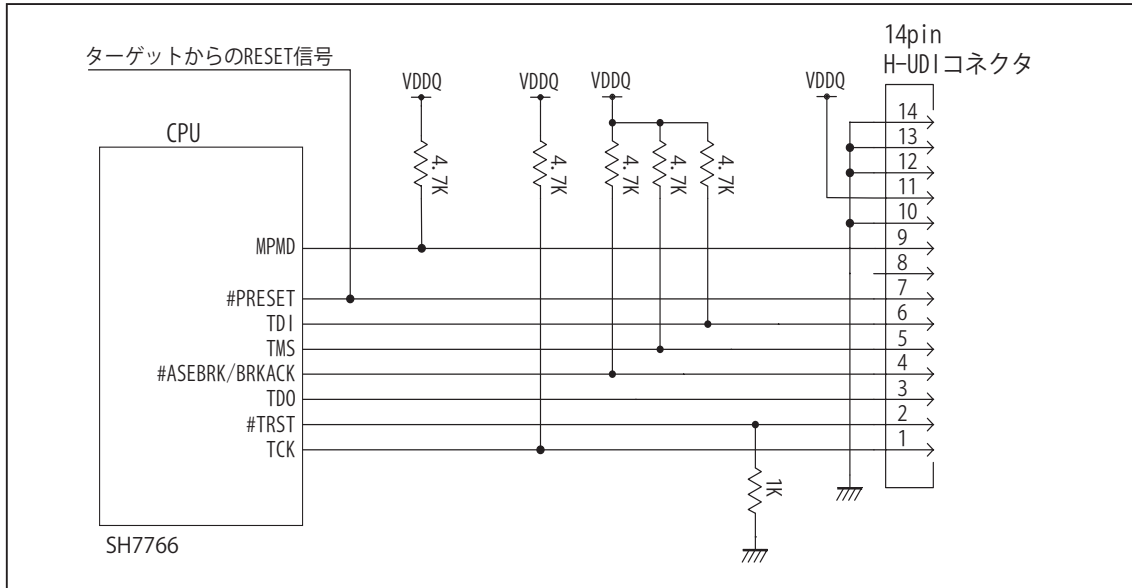 ターゲットからのRESET信号
14pin
H-UDIコネクタ
VDDQ
VDDQ
VDDQ
VDDQ
CPU
4.7K
4.7K
4.7K
4.7K
4.7K
14
13
12
11
10
9
8
7
6
5
4
3
2
1
MPMD
#PRESET
TDI
TMS
#ASEBRK/BRKACK
TDO
#TRST
TCK
1K
SH7766